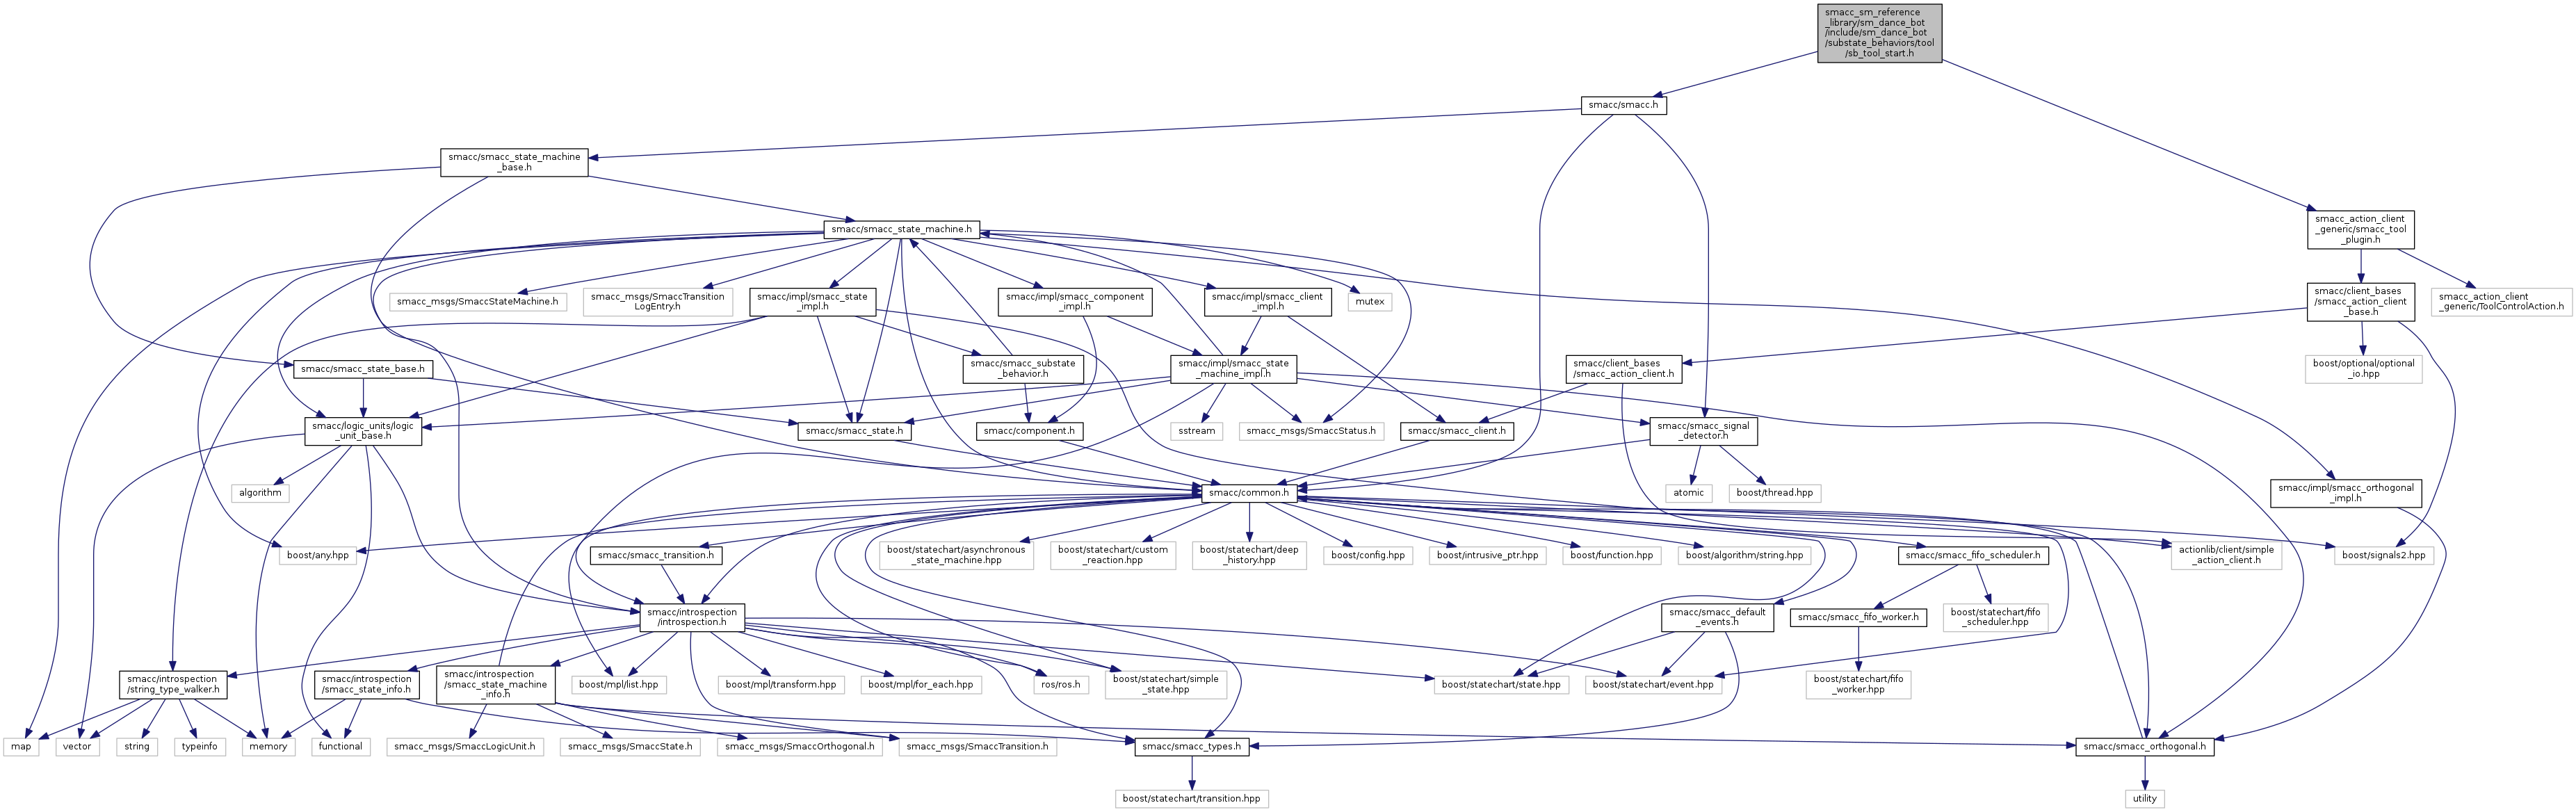 smacc_sm_reference
_library/sm_dance_bot
/include/sm_dance_bot
/substate_behaviors/tool
/sb_tool_start.h
smacc/smacc.h
smacc/smacc_state_machine
_base.h
smacc_action_client
_generic/smacc_tool
_plugin.h
smacc/smacc_state_machine.h
smacc_msgs/SmaccStateMachine.h
smacc_msgs/SmaccTransition
LogEntry.h
smacc/impl/smacc_state
_impl.h
smacc/impl/smacc_component
_impl.h
smacc/impl/smacc_client
_impl.h
mutex
smacc/client_bases
/smacc_action_client
_base.h
smacc_action_client
_generic/ToolControlAction.h
smacc/smacc_state_base.h
smacc/smacc_substate
_behavior.h
smacc/impl/smacc_state
_machine_impl.h
smacc/client_bases
/smacc_action_client.h
boost/optional/optional
_io.hpp
smacc/logic_units/logic
_unit_base.h
smacc/smacc_state.h
smacc/component.h
sstream
smacc_msgs/SmaccStatus.h
smacc/smacc_client.h
smacc/smacc_signal
_detector.h
algorithm
smacc/common.h
atomic
boost/thread.hpp
smacc/impl/smacc_orthogonal
_impl.h
boost/any.hpp
smacc/smacc_transition.h
boost/statechart/asynchronous
_state_machine.hpp
boost/statechart/custom
_reaction.hpp
boost/statechart/deep
_history.hpp
boost/config.hpp
boost/intrusive_ptr.hpp
boost/function.hpp
boost/algorithm/string.hpp
smacc/smacc_fifo_scheduler.h
actionlib/client/simple
_action_client.h
boost/signals2.hpp
smacc/introspection
/introspection.h
smacc/smacc_default
_events.h
smacc/smacc_fifo_worker.h
boost/statechart/fifo
_scheduler.hpp
smacc/introspection
/string_type_walker.h
smacc/introspection
/smacc_state_info.h
smacc/introspection
/smacc_state_machine
_info.h
boost/mpl/list.hpp
boost/mpl/transform.hpp
boost/mpl/for_each.hpp
ros/ros.h
boost/statechart/simple
_state.hpp
boost/statechart/state.hpp
boost/statechart/event.hpp
boost/statechart/fifo
_worker.hpp
map
vector
string
typeinfo
memory
functional
smacc_msgs/SmaccLogicUnit.h
smacc_msgs/SmaccState.h
smacc_msgs/SmaccOrthogonal.h
smacc_msgs/SmaccTransition.h
smacc/smacc_types.h
smacc/smacc_orthogonal.h
boost/statechart/transition.hpp
utility